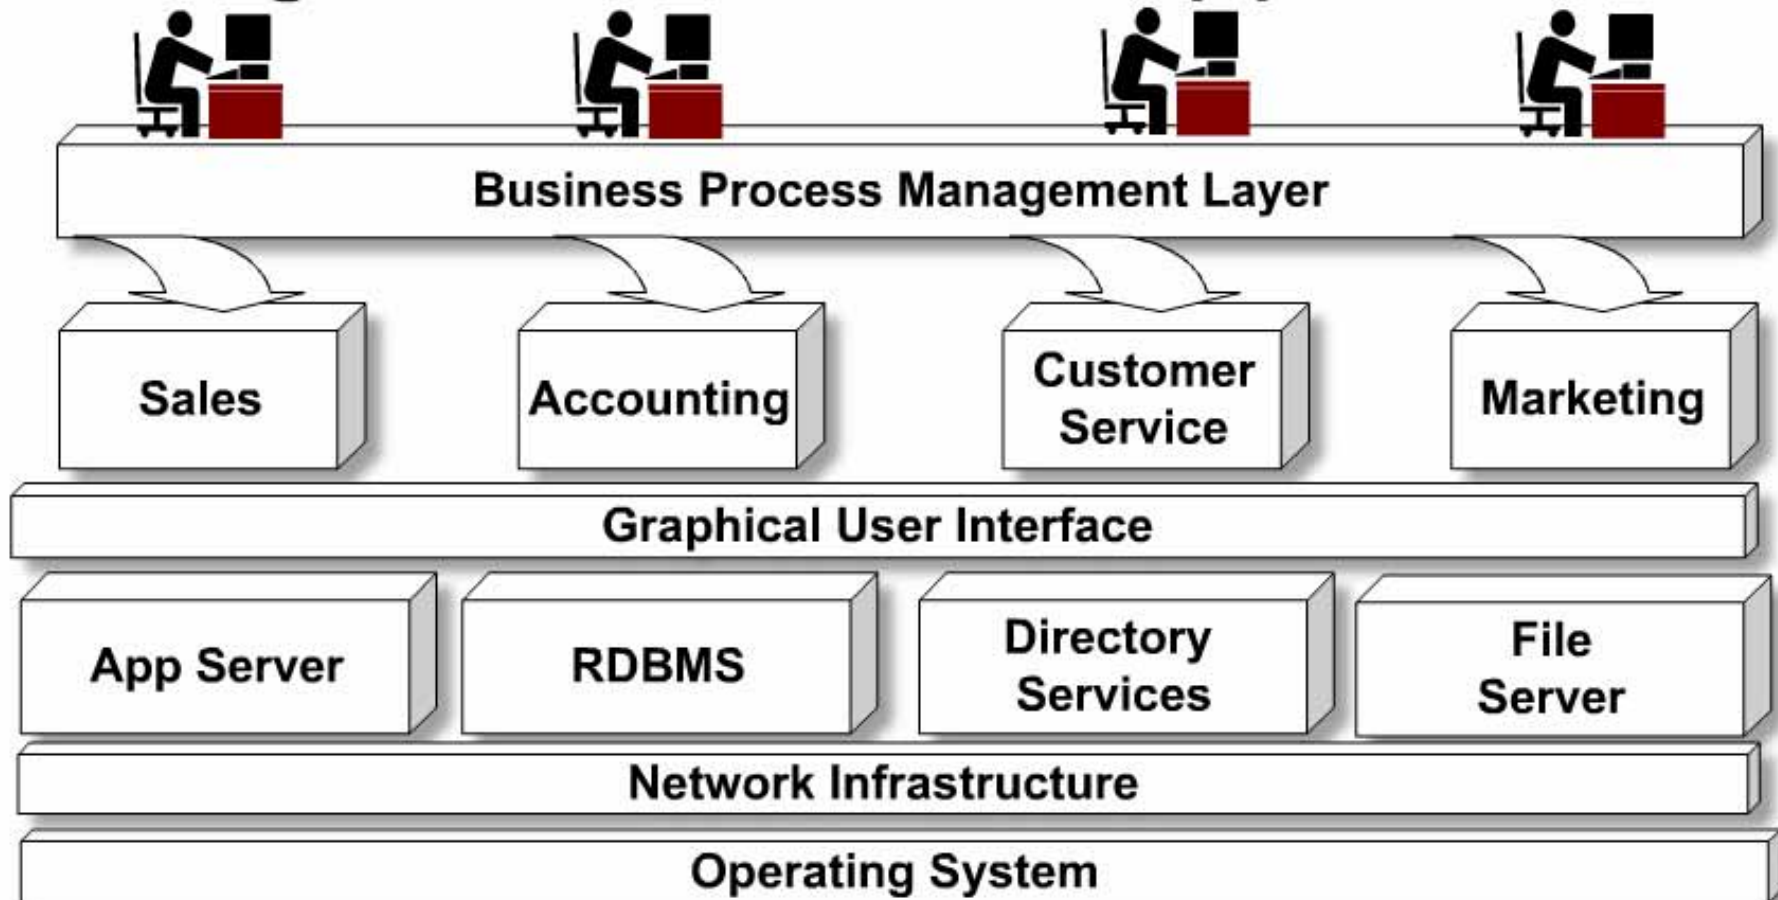 Business Process Management Layer
Sales
Accounting
Customer
Service
Marketing
Graphical User Interface
App Server
RDBMS
Directory
Services
File
Server
Network Infrastructure
Operating System